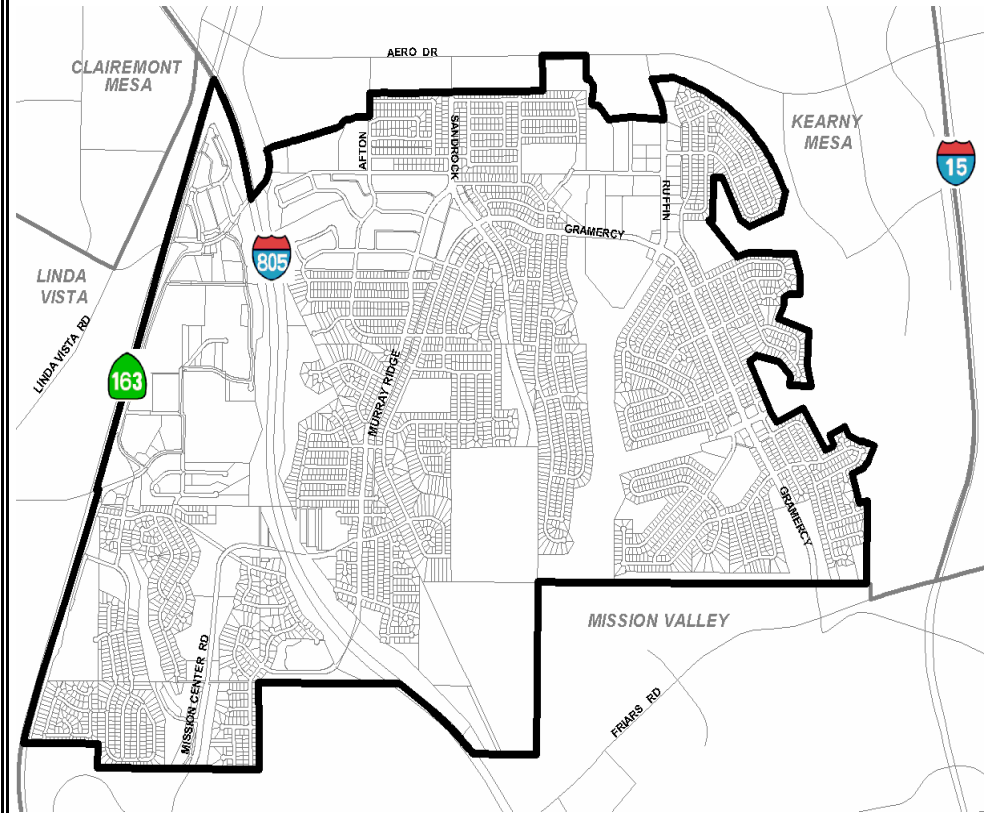 AERO DR
CLAIREMONT
MESA
KEARNY
MESA
15
AFTON
SANDROCK
RUFFIN
GRAMERCY
805
LINDA
VISTA
LINDA VISTA RD
163
MURRAY RIDGE
GRAMERCY
MISSION VALLEY
MISSION CENTER RD
FRIARS RD